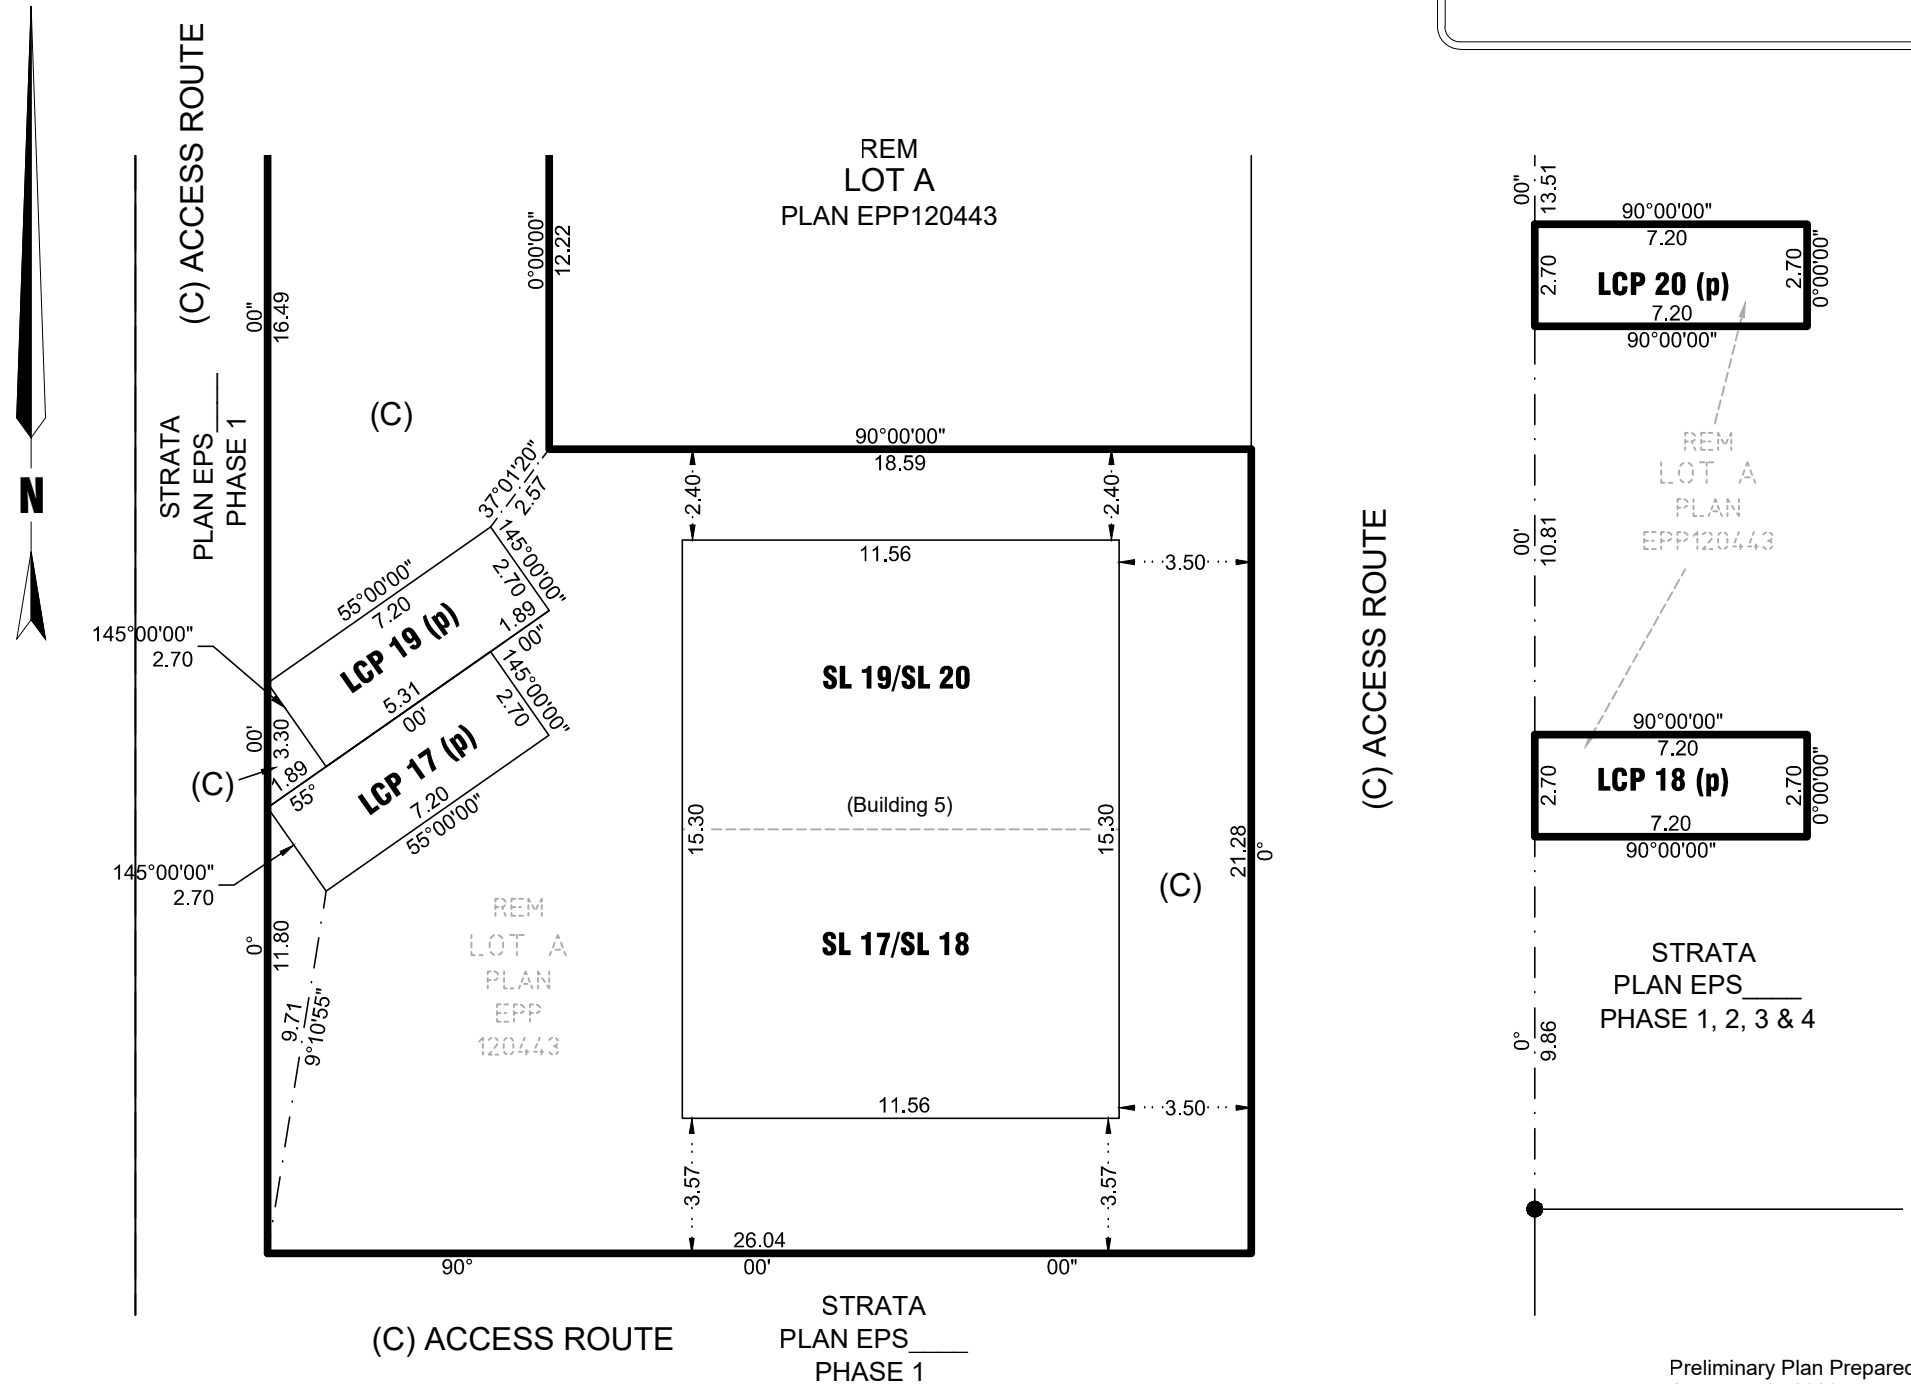 (C) ACCESS ROUTE
REM
LOT A
PLAN EPP120443
0°00'00"
12.22
00"
16.49
STRATA
PLAN EPS____
PHASE 1
(C)
N
90°00'00"
18.59
2.40
2.40
37°01'20"
2.57
11.56
3.50
145°00'00"
2.70
55°00'00"
7.20
LCP 19 (p)
1.89
00"
145°00'00"
2.70
5.31
00'
145°00'00"
2.70
00'
3.30
(C)
1.89
55°
LCP 17 (p)
7.20
55°00'00"
145°00'00"
2.70
0°
11.80
9.71
9°10'55"
REM
LOT A
PLAN
EPP
120443
SL 19/SL 20
(Building 5)
15.30
15.30
SL 17/SL 18
21.28
0°
(C)
11.56
3.50
3.57
3.57
26.04
90°
00'
00"
(C) ACCESS ROUTE
STRATA
PLAN EPS____
PHASE 1
(C) ACCESS ROUTE
00"
13.51
90°00'00"
7.20
2.70
LCP 20 (p)
2.70
0°00'00"
7.20
90°00'00"
REM
LOT A
PLAN
EPP120443
00'
10.81
90°00'00"
7.20
2.70
LCP 18 (p)
2.70
0°00'00"
7.20
90°00'00"
STRATA
PLAN EPS____
PHASE 1, 2, 3 & 4
0°
9.86
Preliminary Plan Prepared